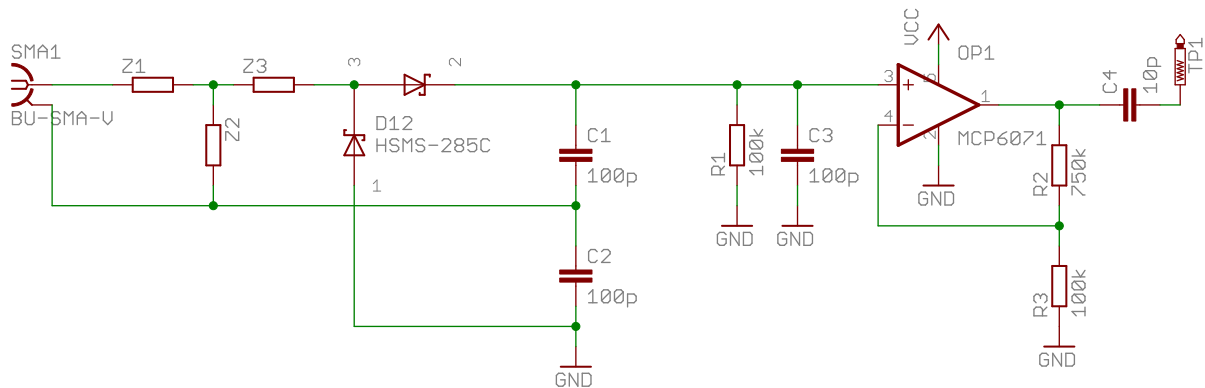 SMA1
BU-SMA-V
Z1
Z2
Z3
3
2
D12
HSMS-285C
1
C1
100p
C2
100p
GND
R1
100k
GND
C3
100p
GND
VCC
OP1
3
4
5
2
1
MCP6071
GND
R2
750k
R3
100k
GND
C4
10p
TP1